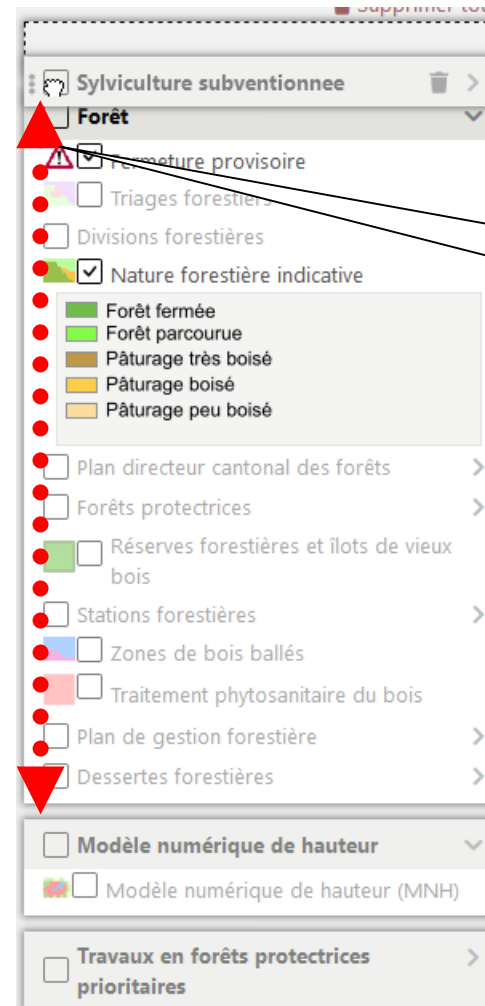 Supprimer tou
Sylviculture subventionnee
Forêt
Fermeture provisoire
Triages forestiers
Divisions forestières
Nature forestière indicative
Forêt fermée
Forêt parcourue
Pâturage très boisé
Pâturage boisé
Pâturage peu boisé
Plan directeur cantonal des forêts
Forêts protectrices
Réserves forestières et îlots de vieux
bois
Stations forestières
Zones de bois ballés
Traitement phytosanitaire du bois
Plan de gestion forestière
Dessertes forestières
Modèle numérique de hauteur
Modèle numérique de hauteur (MNH)
Travaux en forêts protectrices
prioritaires